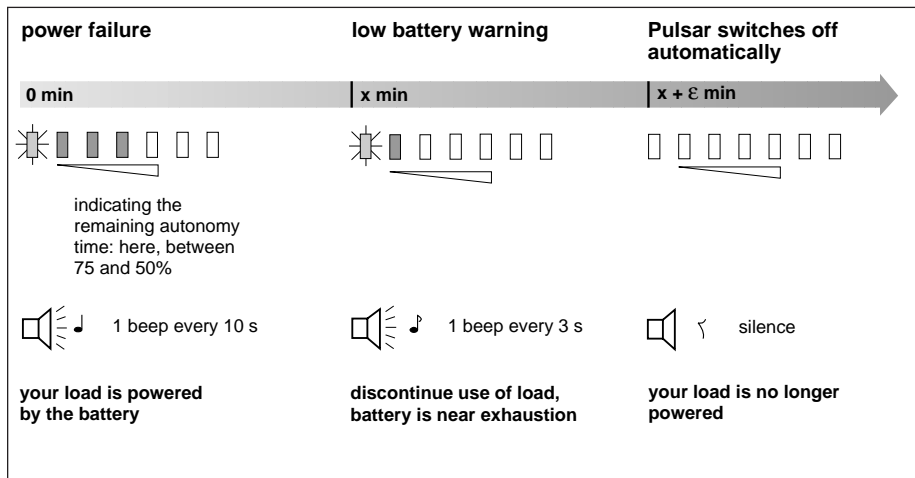 power failure
low battery warning
Pulsar switches off
automatically
0 min
x min
x + ε min
indicating the
remaining autonomy
time: here, between
75 and 50%
1 beep every 10 s
1 beep every 3 s
silence
your load is powered
by the battery
discontinue use of load,
battery is near exhaustion
your load is no longer
powered